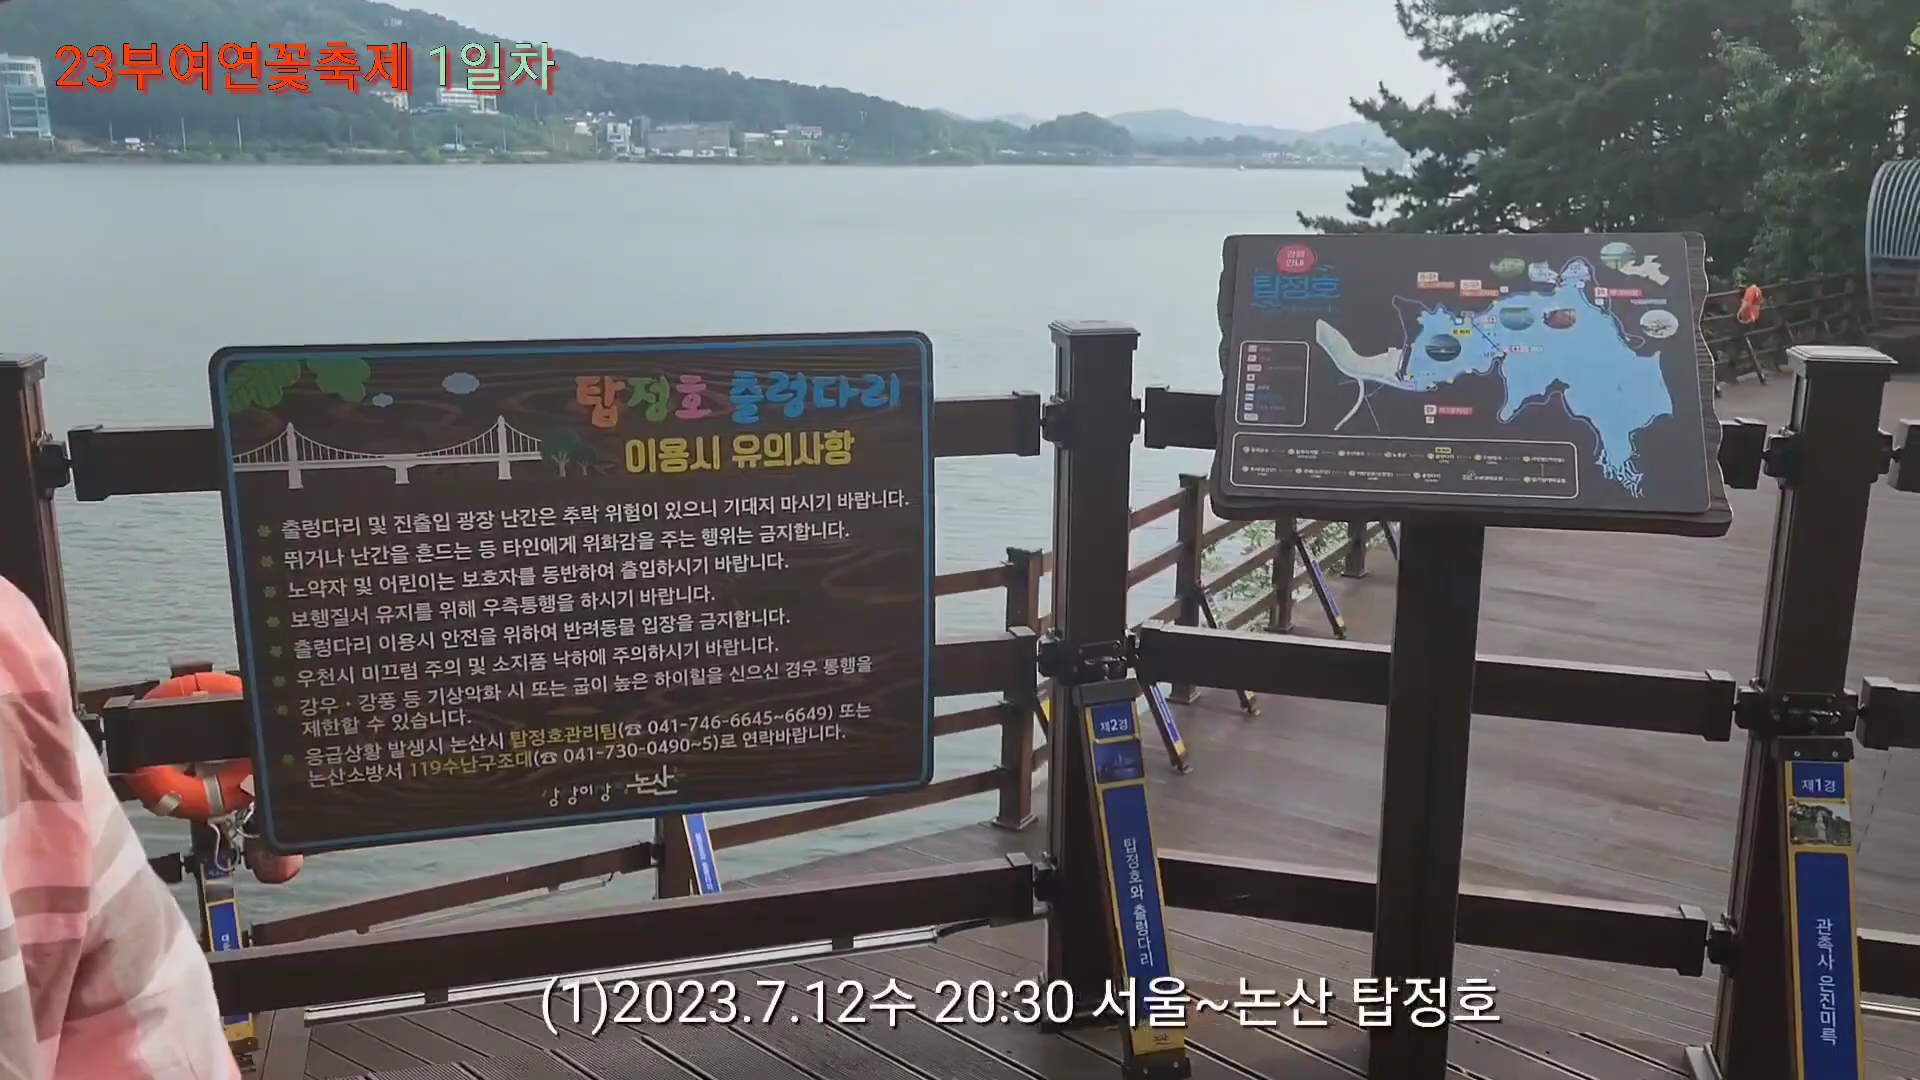 23부여연꽃축제 1일차
탑정호 출렁다리
이용시 유의사항
출렁다리 및 진출입 광장 난간은 추락 위험이 있으니 기대지 마시기 바랍니다.
뛰거나 난간을 흔드는 등 타인에게 위화감을 주는 행위는 금지합니다.
노약자 및 어린이는 보호자를 동반하여 출입하시기 바랍니다.
보행질서 유지를 위해 우측통행을 하시기 바랍니다.
출렁다리 이용시 안전을 위하여 반려동물 입장을 금지합니다.
우천시 미끄럼 주의 및 소지품 낙하에 주의하시기 바랍니다.
강우·강풍 등 기상악화 시 또는 굽이 높은 하이힐을 신으신 경우 통행을
제한할 수 있습니다.
응급상황 발생시 논산시 탑정호관리팀(☎ 041-746-6645~6649) 또는
논산소방서 119수난구조대(☎ 041-730-0490~5)로 연락바랍니다.
논산
탑정호
제2경
탑정호와 출렁다리
제1경
관촉사 은진미륵
(1)2023.7.12수 20:30 서울~논산 탑정호